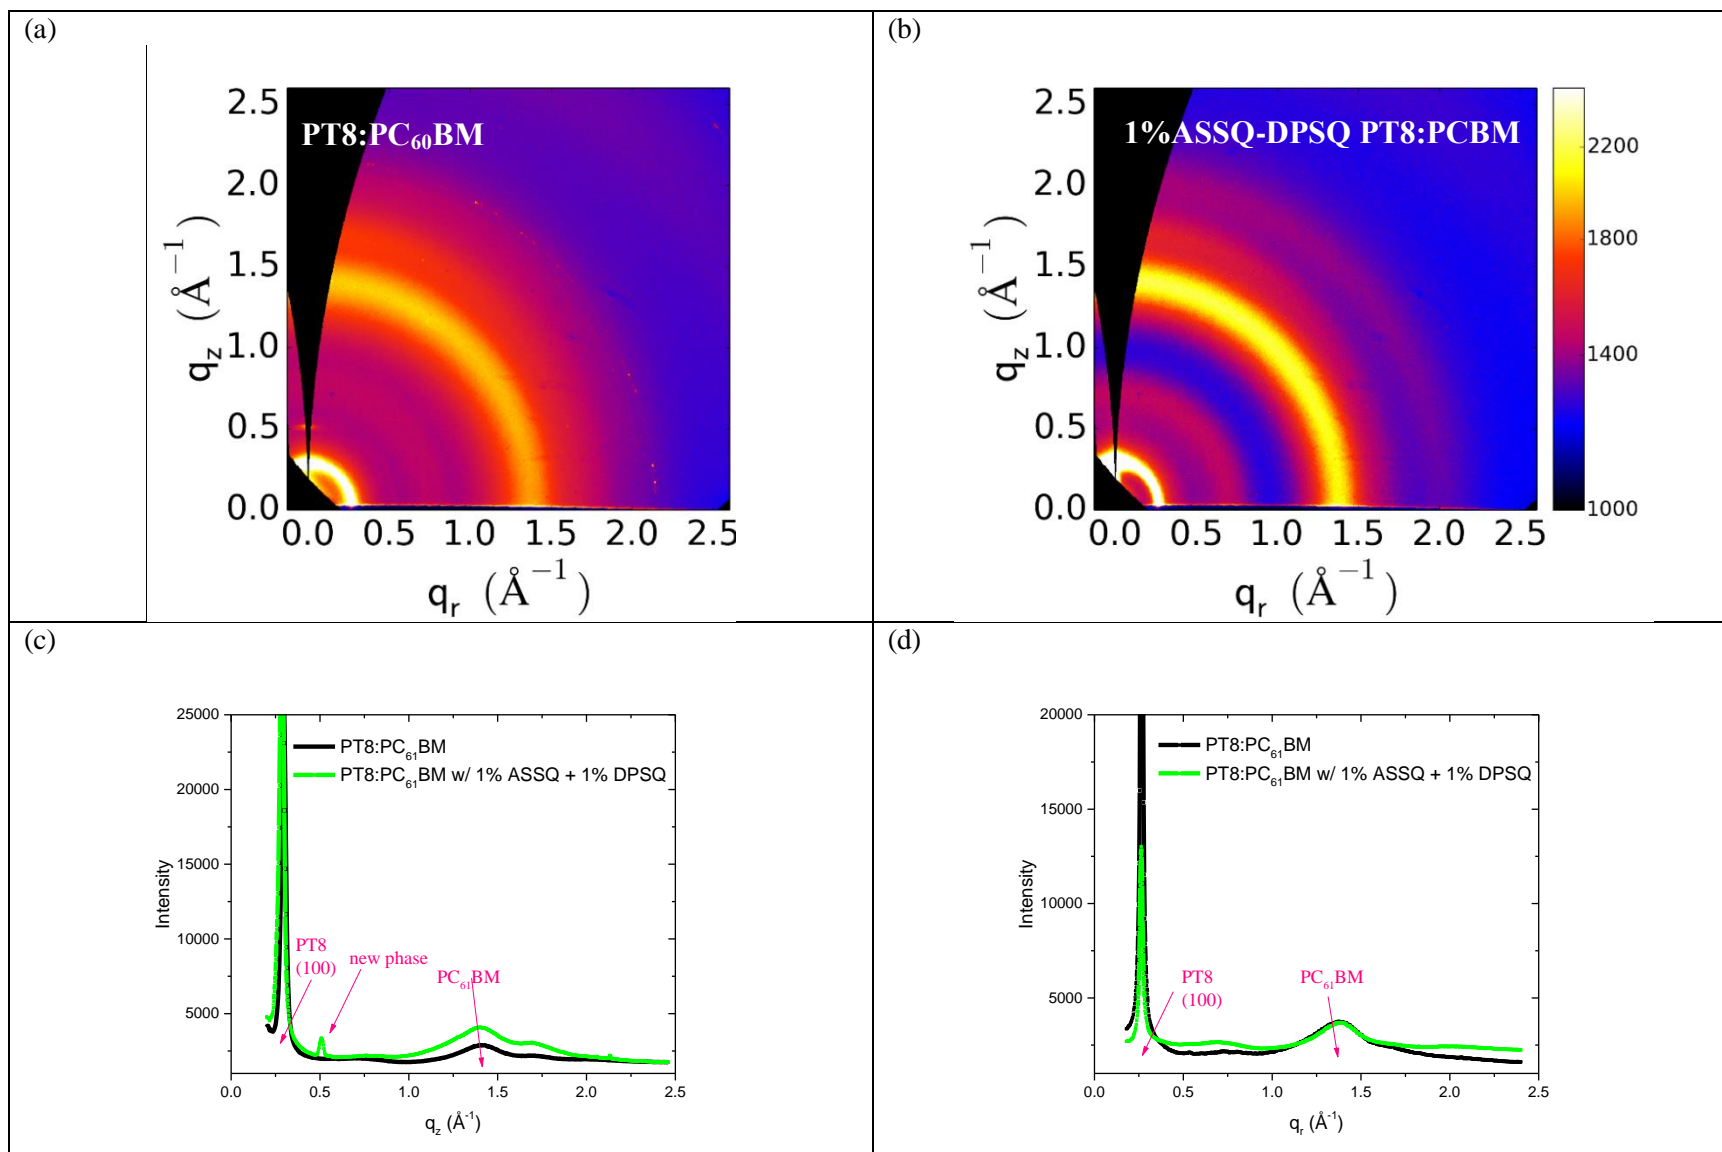 (a)
PT8:PC₆₀BM
2.5
2.0
1.5
1.0
0.5
0.0
q_z (Å⁻¹)
0.0 0.5 1.0 1.5 2.0 2.5
q_r (Å⁻¹)
(b)
1%ASSQ-DPSQ PT8:PCBM
2.5
2.0
1.5
1.0
0.5
0.0
q_z (Å⁻¹)
0.0 0.5 1.0 1.5 2.0 2.5
q_r (Å⁻¹)
2200
1800
1400
1000
(c)
25000
20000
15000
10000
5000
Intensity
PT8:PC₆₁BM
PT8:PC₆₁BM w/ 1% ASSQ + 1% DPSQ
PT8
(100)
new phase
PC₆₁BM
0.0 0.5 1.0 1.5 2.0 2.5
q_z (Å⁻¹)
(d)
20000
15000
10000
5000
Intensity
PT8:PC₆₁BM
PT8:PC₆₁BM w/ 1% ASSQ + 1% DPSQ
PT8
(100)
PC₆₁BM
0.0 0.5 1.0 1.5 2.0 2.5
q_r (Å⁻¹)